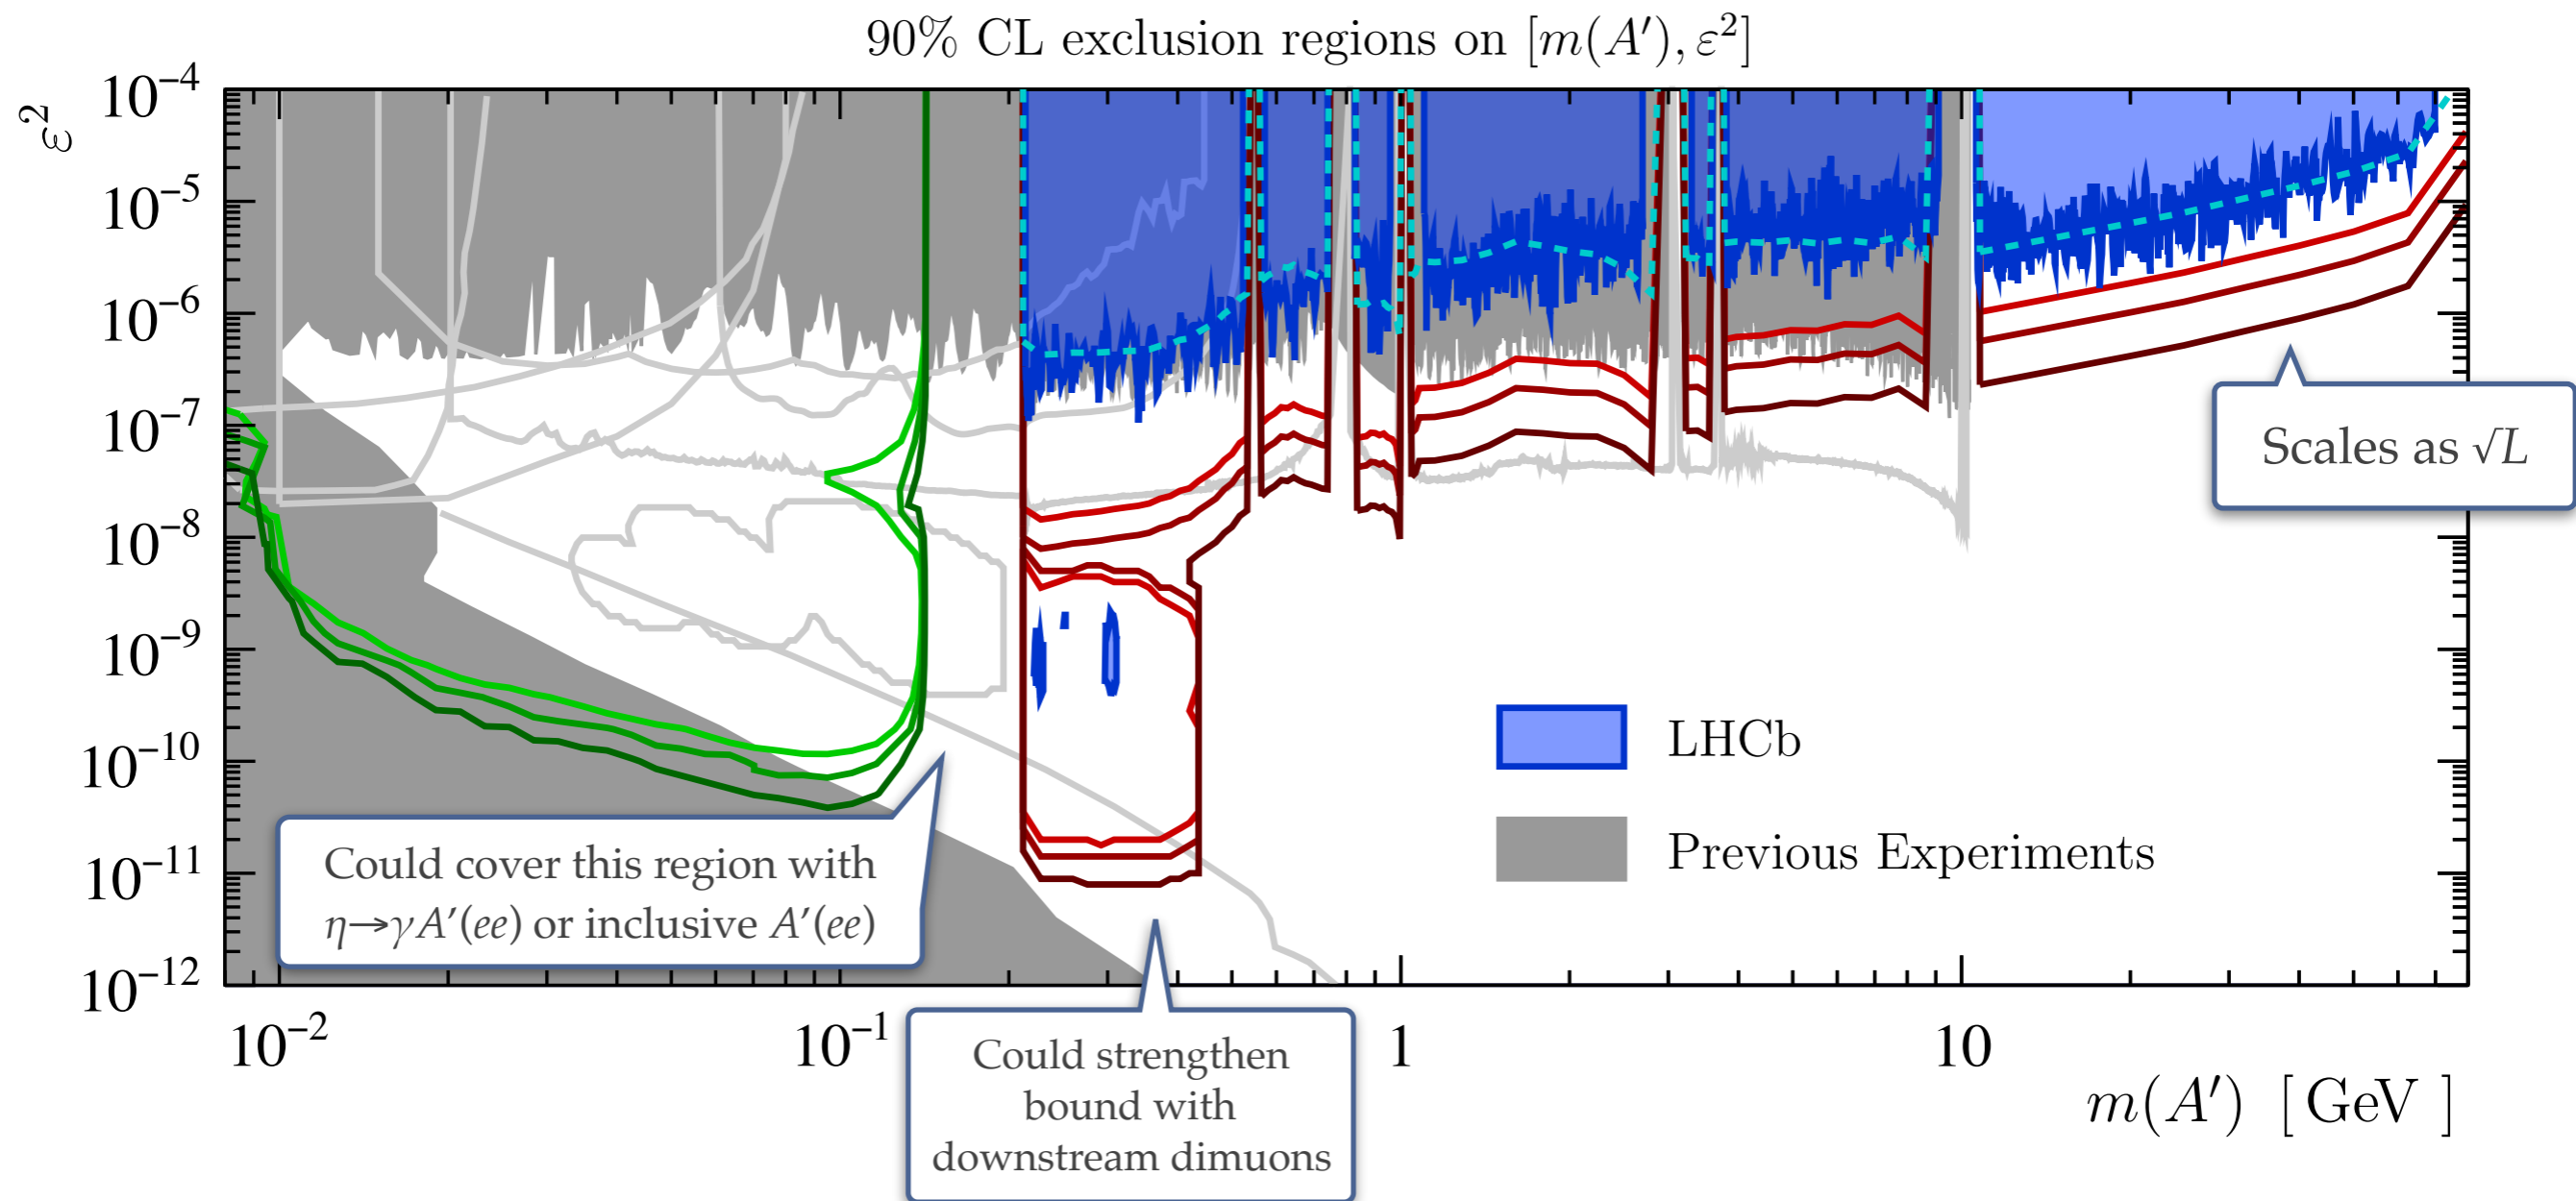 90% CL exclusion regions on [m(A′), ε²]
ε²
10⁻⁴
10⁻⁵
10⁻⁶
10⁻⁷
10⁻⁸
10⁻⁹
10⁻¹⁰
10⁻¹¹
10⁻¹²
Scales as √L
LHCb
Previous Experiments
Could cover this region with
η→γA′(ee) or inclusive A′(ee)
10⁻²
10⁻¹
1
10
Could strengthen
bound with
downstream dimuons
m(A′) [ GeV ]